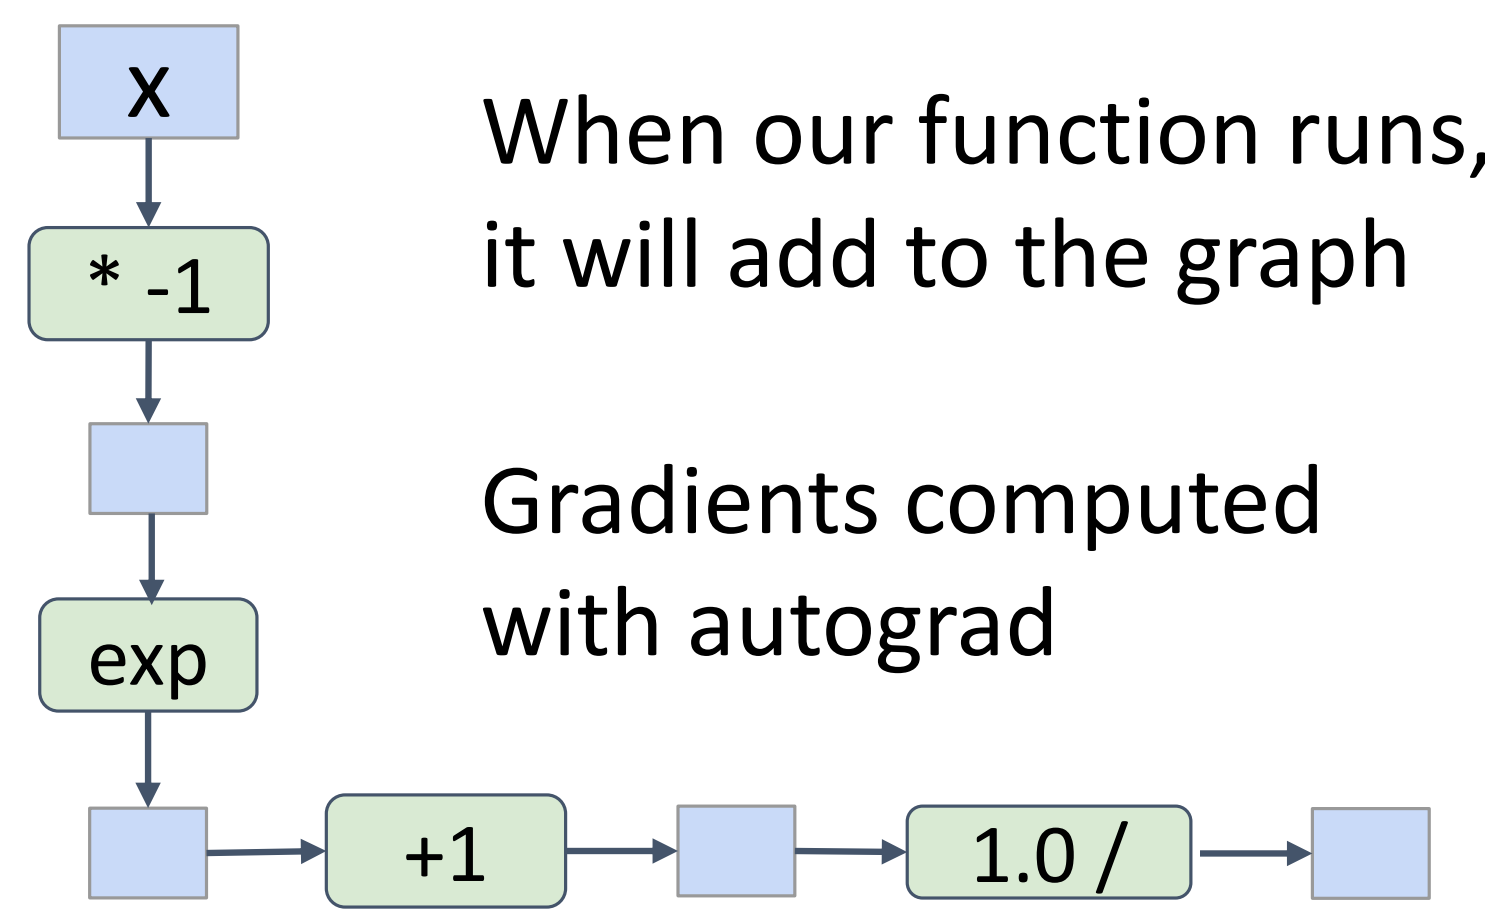 x
When our function runs,
it will add to the graph
* -1
Gradients computed
with autograd
exp
+1
1.0 /